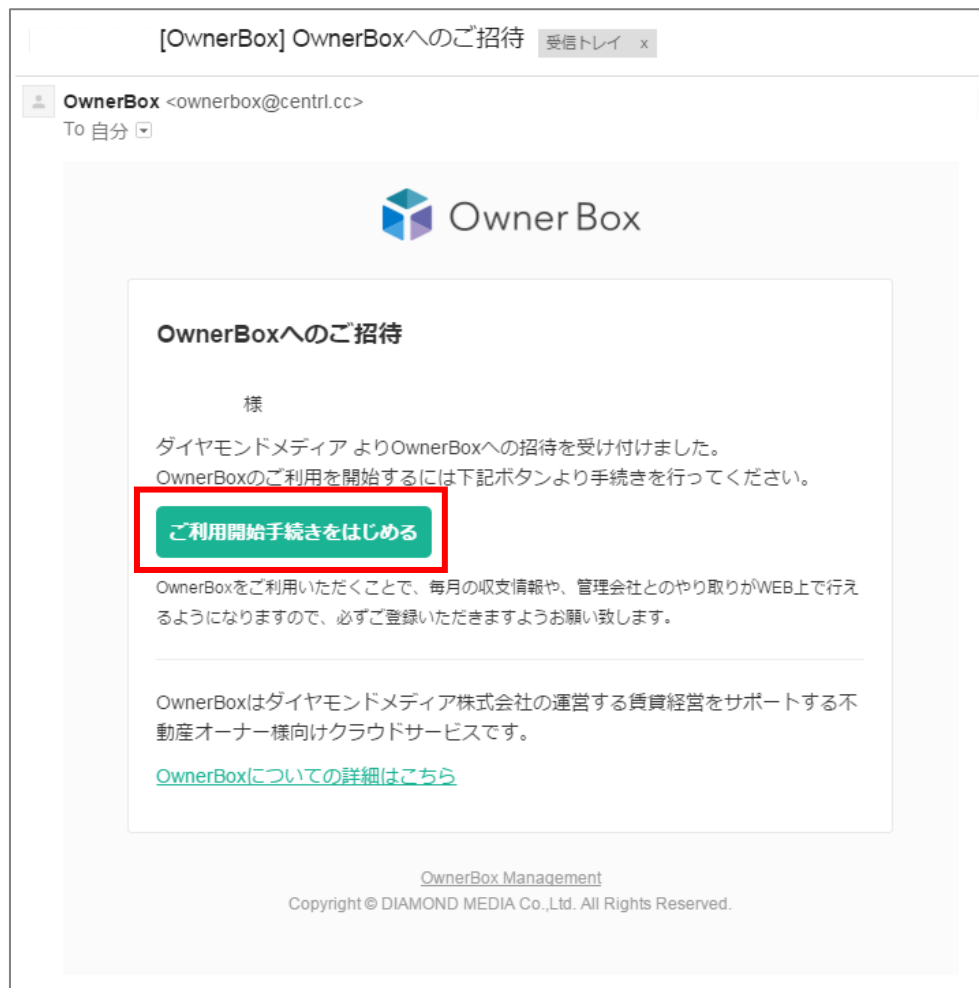 [OwnerBox] OwnerBoxへのご招待 受信トレイ x
OwnerBox <ownerbox@centrl.cc>
To 自分
Owner Box
OwnerBoxへのご招待
様
ダイヤモンドメディア よりOwnerBoxへの招待を受け付けました。
OwnerBoxのご利用を開始するには下記ボタンより手続きを行ってください。
ご利用開始手続きをはじめる
OwnerBoxをご利用いただくことで、毎月の収支情報や、管理会社とのやり取りがWEB上で行え
るようになりますので、必ずご登録いただきますようお願い致します。
OwnerBoxはダイヤモンドメディア株式会社の運営する賃貸経営をサポートする不
動産オーナー様向けクラウドサービスです。
OwnerBoxについての詳細はこちら
OwnerBox Management
Copyright © DIAMOND MEDIA Co.,Ltd. All Rights Reserved.